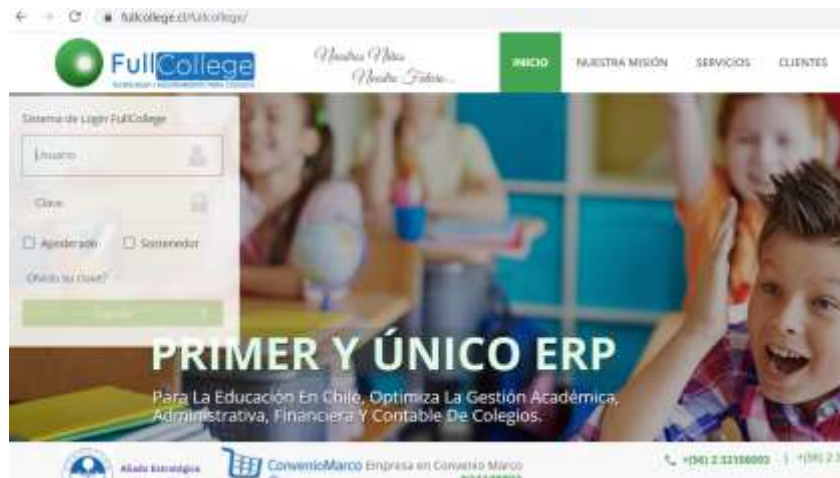 fullcollege.cl/fullcollege/
FullCollege
Nuestros Niños
Nuestro Futuro...
INICIO
NUESTRA MISIÓN
SERVICIOS
CLIENTES
Sistema de Login FullCollege
Usuario
Clave
Apoderado
Sostenedor
Olvido su clave?
PRIMER Y ÚNICO ERP
Para La Educación En Chile, Optimiza La Gestión Académica,
Administrativa, Financiera Y Contable De Colegios.
Aliado Estratégico
ConvenioMarco Empresa en Convenio Marco